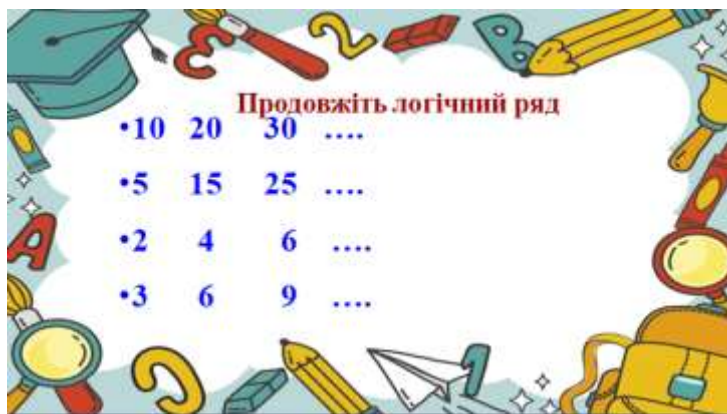 Продовжіть логічний ряд
•10 20 30 ....
•5 15 25 ....
•2 4 6 ....
•3 6 9 ....